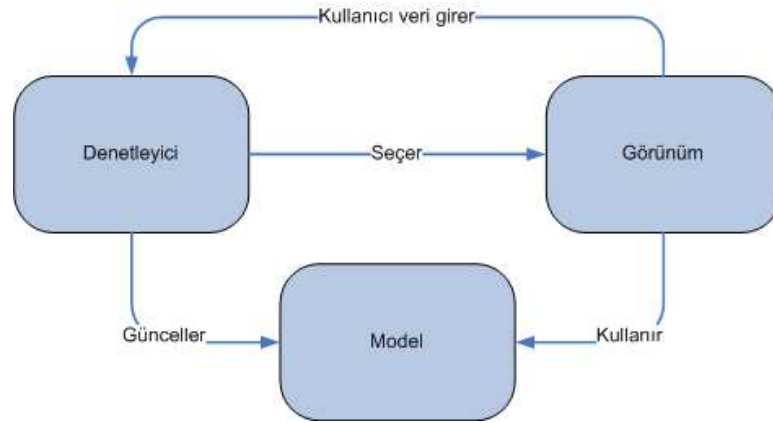 Kullanıcı veri girer
Denetleyici
Seçer
Görünüm
Günceller
Model
Kullanır